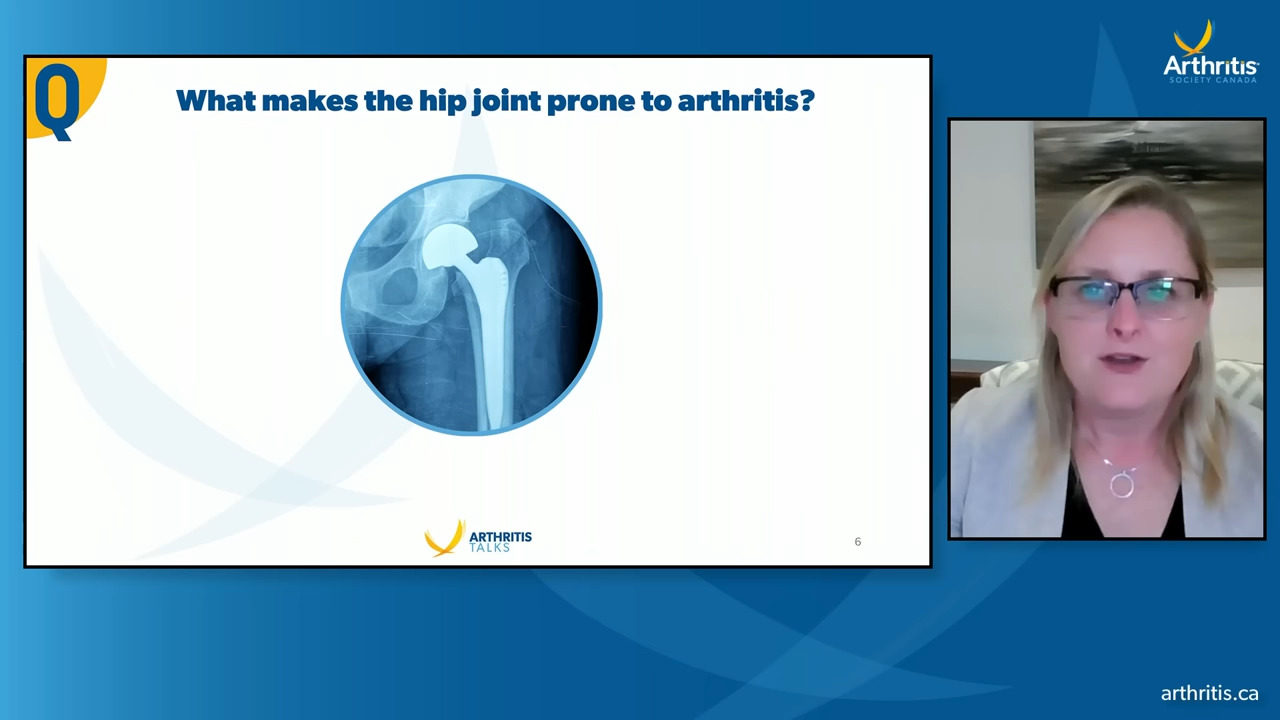 Q
What makes the hip joint prone to arthritis?
ARTHRITIS
TALKS
6
Arthritis
SOCIETY CANADA
arthritis.ca